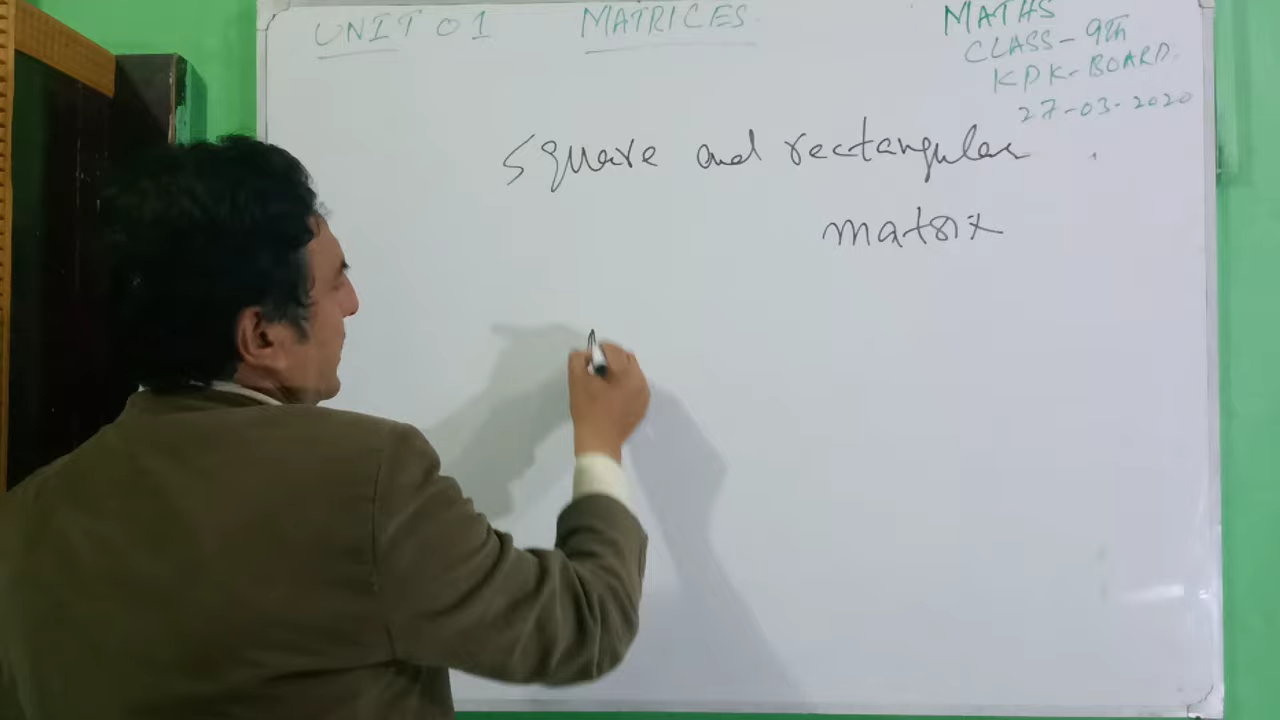 UNIT 01 MATRICES MATHS
CLASS-9th
KPK-BOARD.
27-03-2020
square and rectangular
matrix